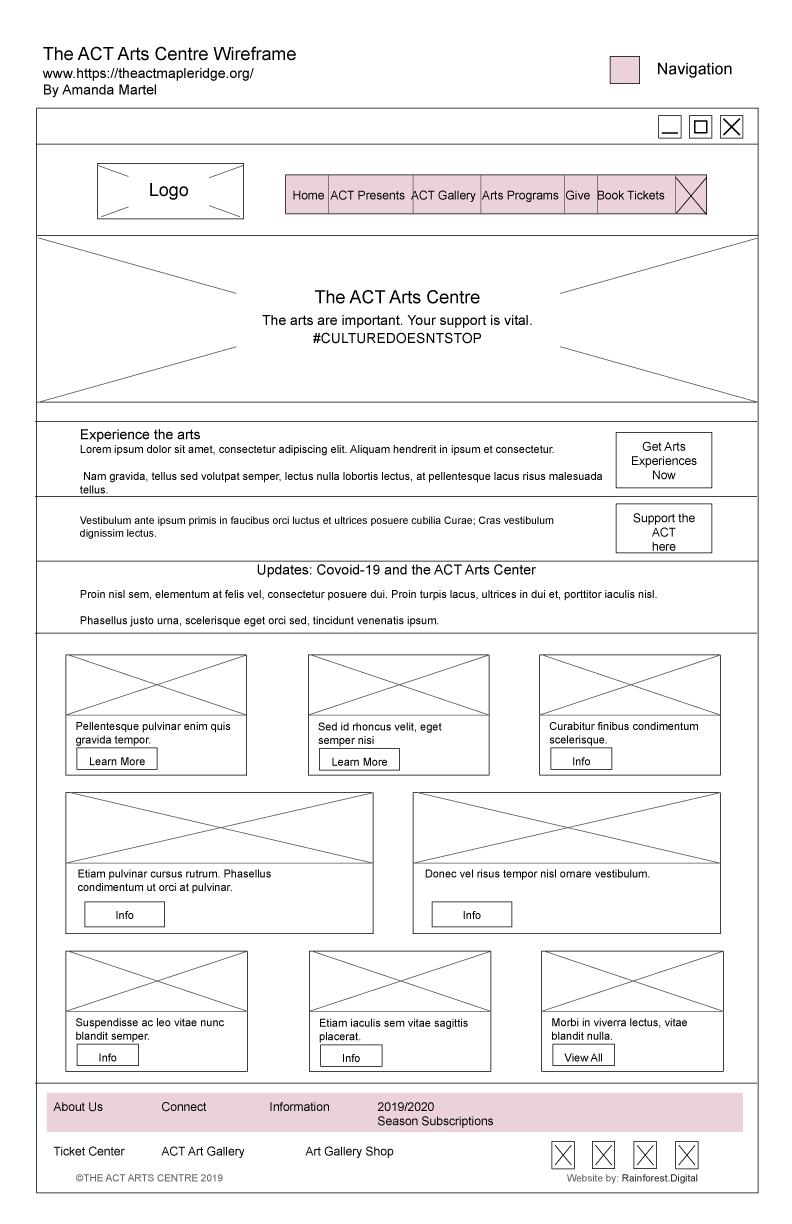 The ACT Arts Centre Wireframe
www.https://theactmapleridge.org/
By Amanda Martel
Navigation
Logo
Home ACT Presents ACT Gallery Arts Programs Give Book Tickets
The ACT Arts Centre
The arts are important. Your support is vital.
#CULTUREDOESNTSTOP
Experience the arts
Lorem ipsum dolor sit amet, consectetur adipiscing elit. Aliquam hendrerit in ipsum et consectetur.
Nam gravida, tellus sed volutpat semper, lectus nulla lobortis lectus, at pellentesque lacus risus malesuada
tellus.
Get Arts
Experiences
Now
Vestibulum ante ipsum primis in faucibus orci luctus et ultrices posuere cubilia Curae; Cras vestibulum
dignissim lectus.
Support the
ACT
here
Updates: Covoid-19 and the ACT Arts Center
Proin nisl sem, elementum at felis vel, consectetur posuere dui. Proin turpis lacus, ultrices in dui et, porttitor iaculis nisl.
Phasellus justo urna, scelerisque eget orci sed, tincidunt venenatis ipsum.
Pellentesque pulvinar enim quis
gravida tempor.
Learn More
Sed id rhoncus velit, eget
semper nisi
Learn More
Curabitur finibus condimentum
scelerisque.
Info
Etiam pulvinar cursus rutrum. Phasellus
condimentum ut orci at pulvinar.
Info
Donec vel risus tempor nisl ornare vestibulum.
Info
Suspendisse ac leo vitae nunc
blandit semper.
Info
Etiam iaculis sem vitae sagittis
placerat.
Info
Morbi in viverra lectus, vitae
blandit nulla.
View All
About Us Connect Information 2019/2020
Season Subscriptions
Ticket Center ACT Art Gallery Art Gallery Shop
©THE ACT ARTS CENTRE 2019 Website by: Rainforest.Digital